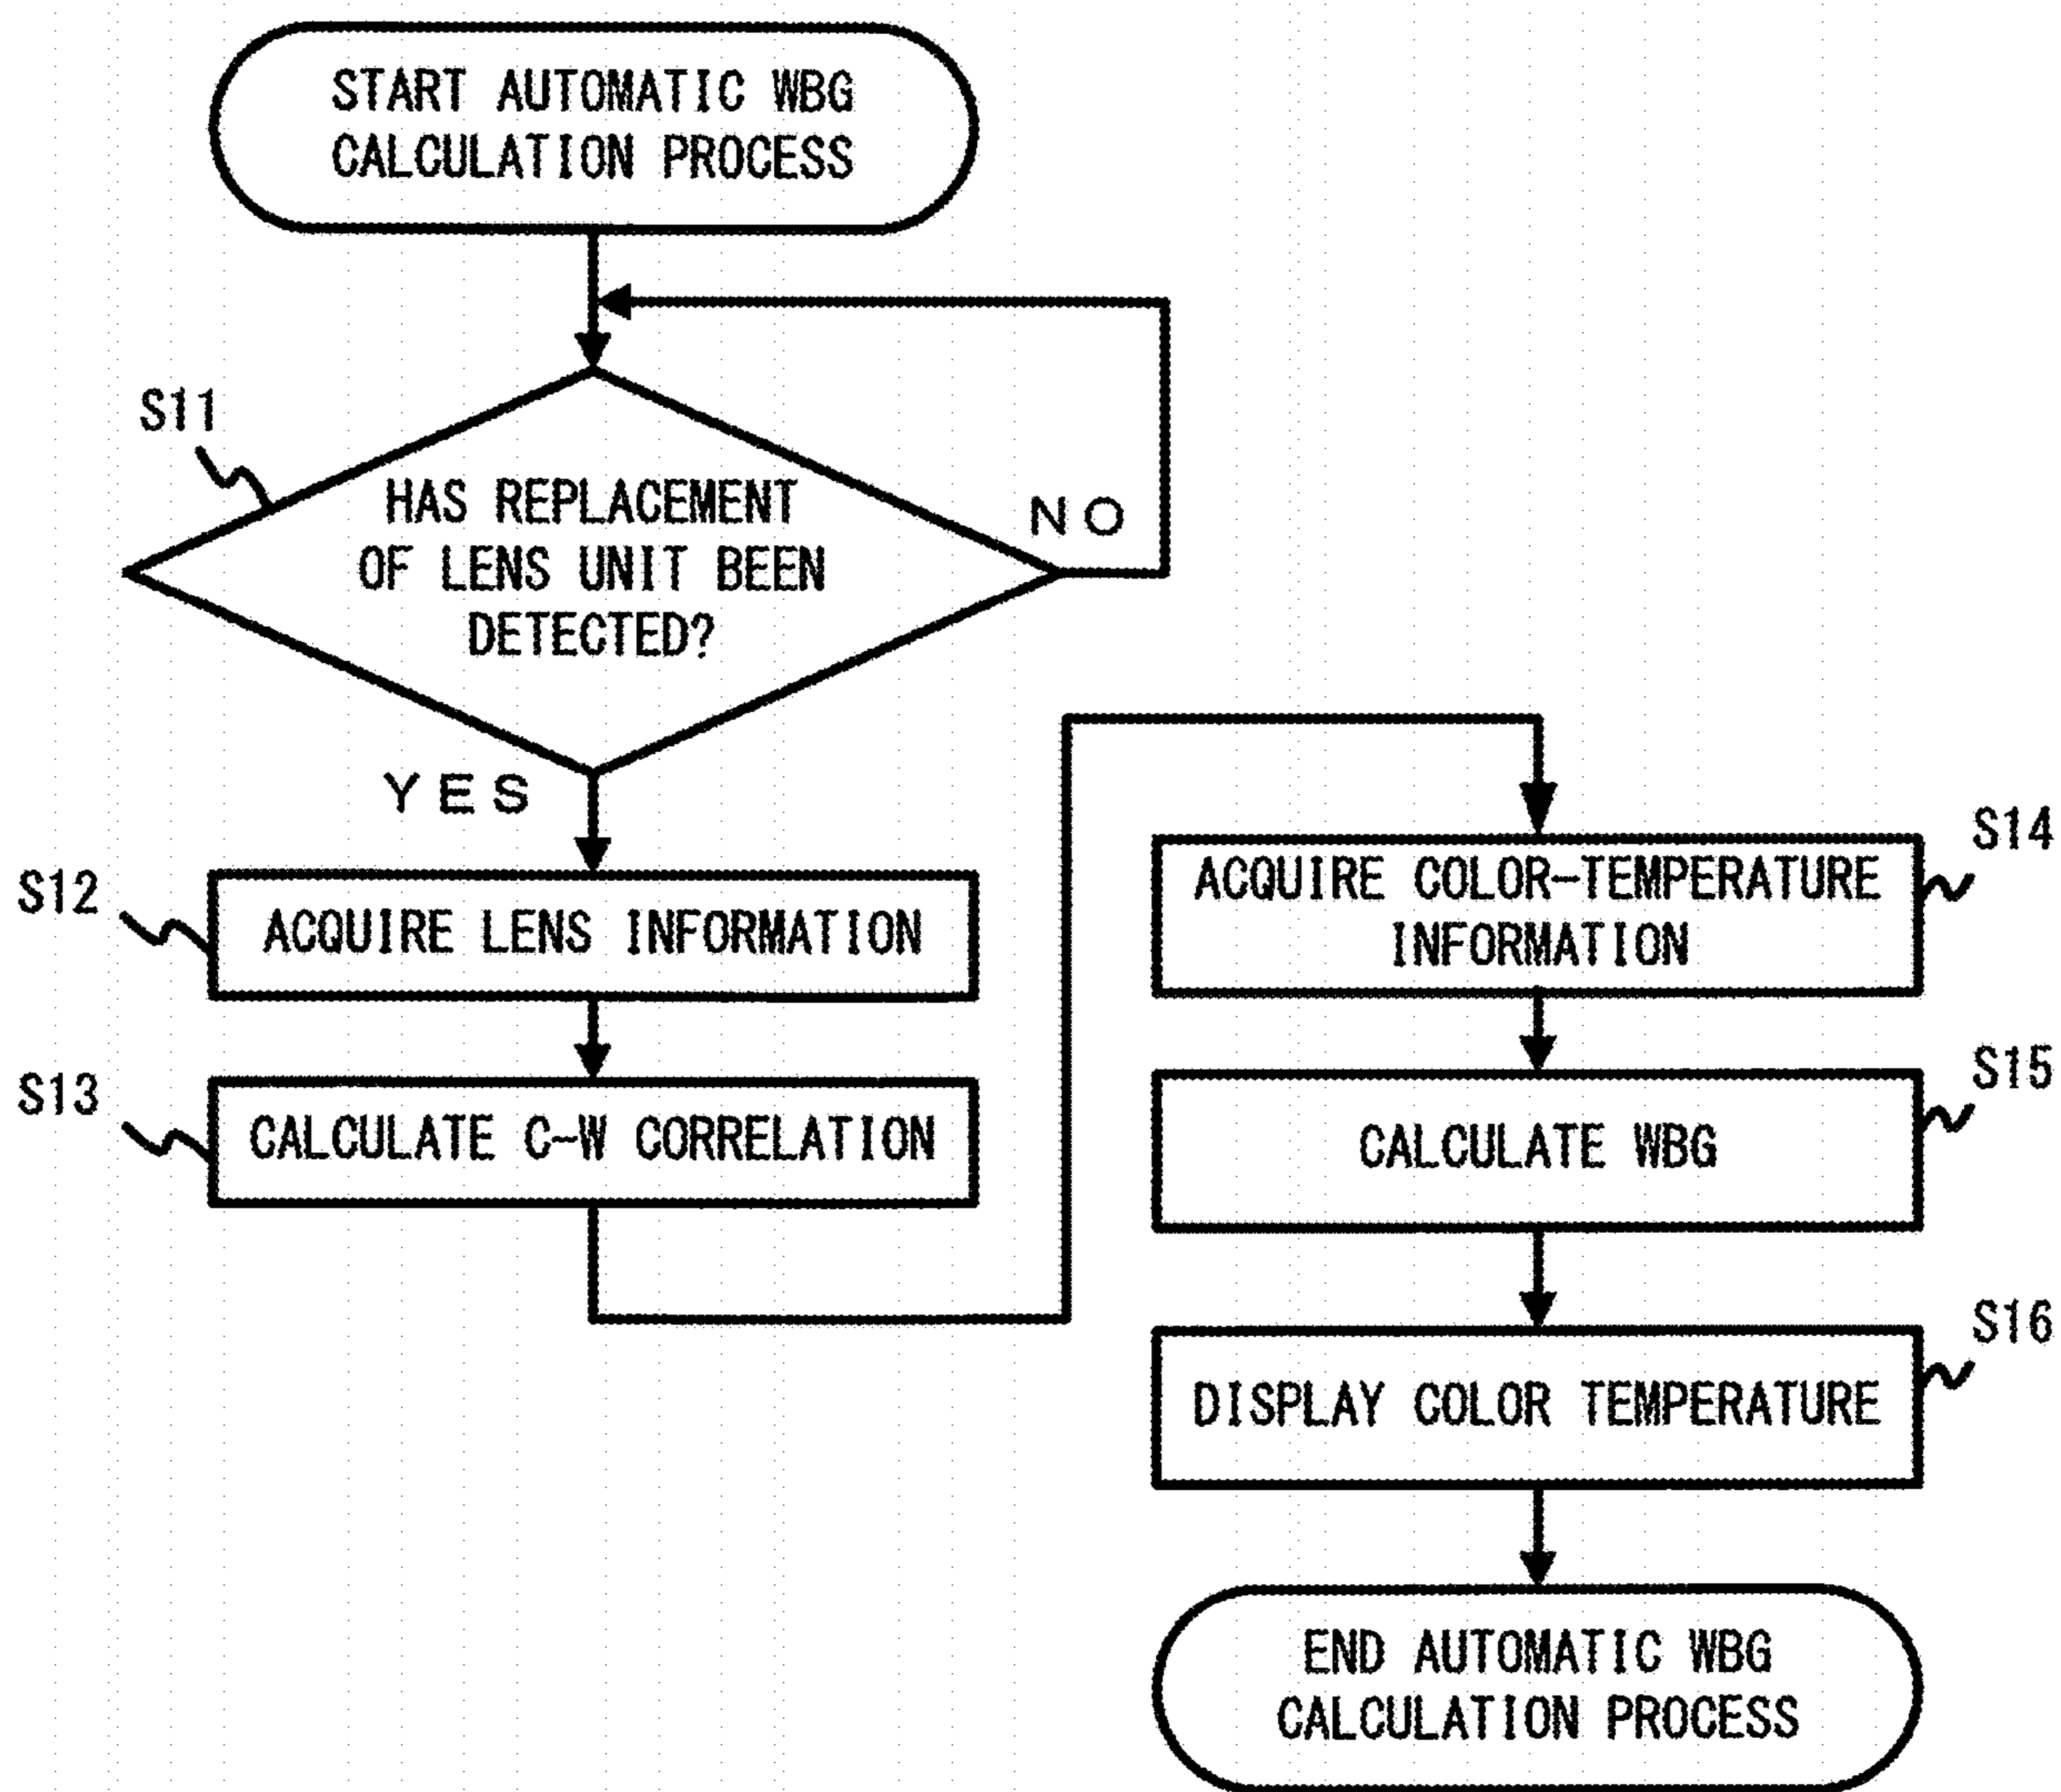 START AUTOMATIC WBG
CALCULATION PROCESS
S11
HAS REPLACEMENT
OF LENS UNIT BEEN
DETECTED?
NO
YES
S12
ACQUIRE LENS INFORMATION
S13
CALCULATE C-W CORRELATION
S14
ACQUIRE COLOR-TEMPERATURE
INFORMATION
S15
CALCULATE WBG
S16
DISPLAY COLOR TEMPERATURE
END AUTOMATIC WBG
CALCULATION PROCESS